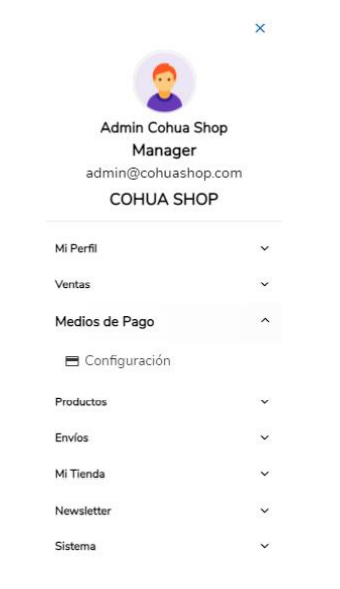 Admin Cohua Shop
Manager
admin@cohuashop.com
COHUA SHOP
Mi Perfil
Ventas
Medios de Pago
Configuración
Productos
Envíos
Mi Tienda
Newsletter
Sistema